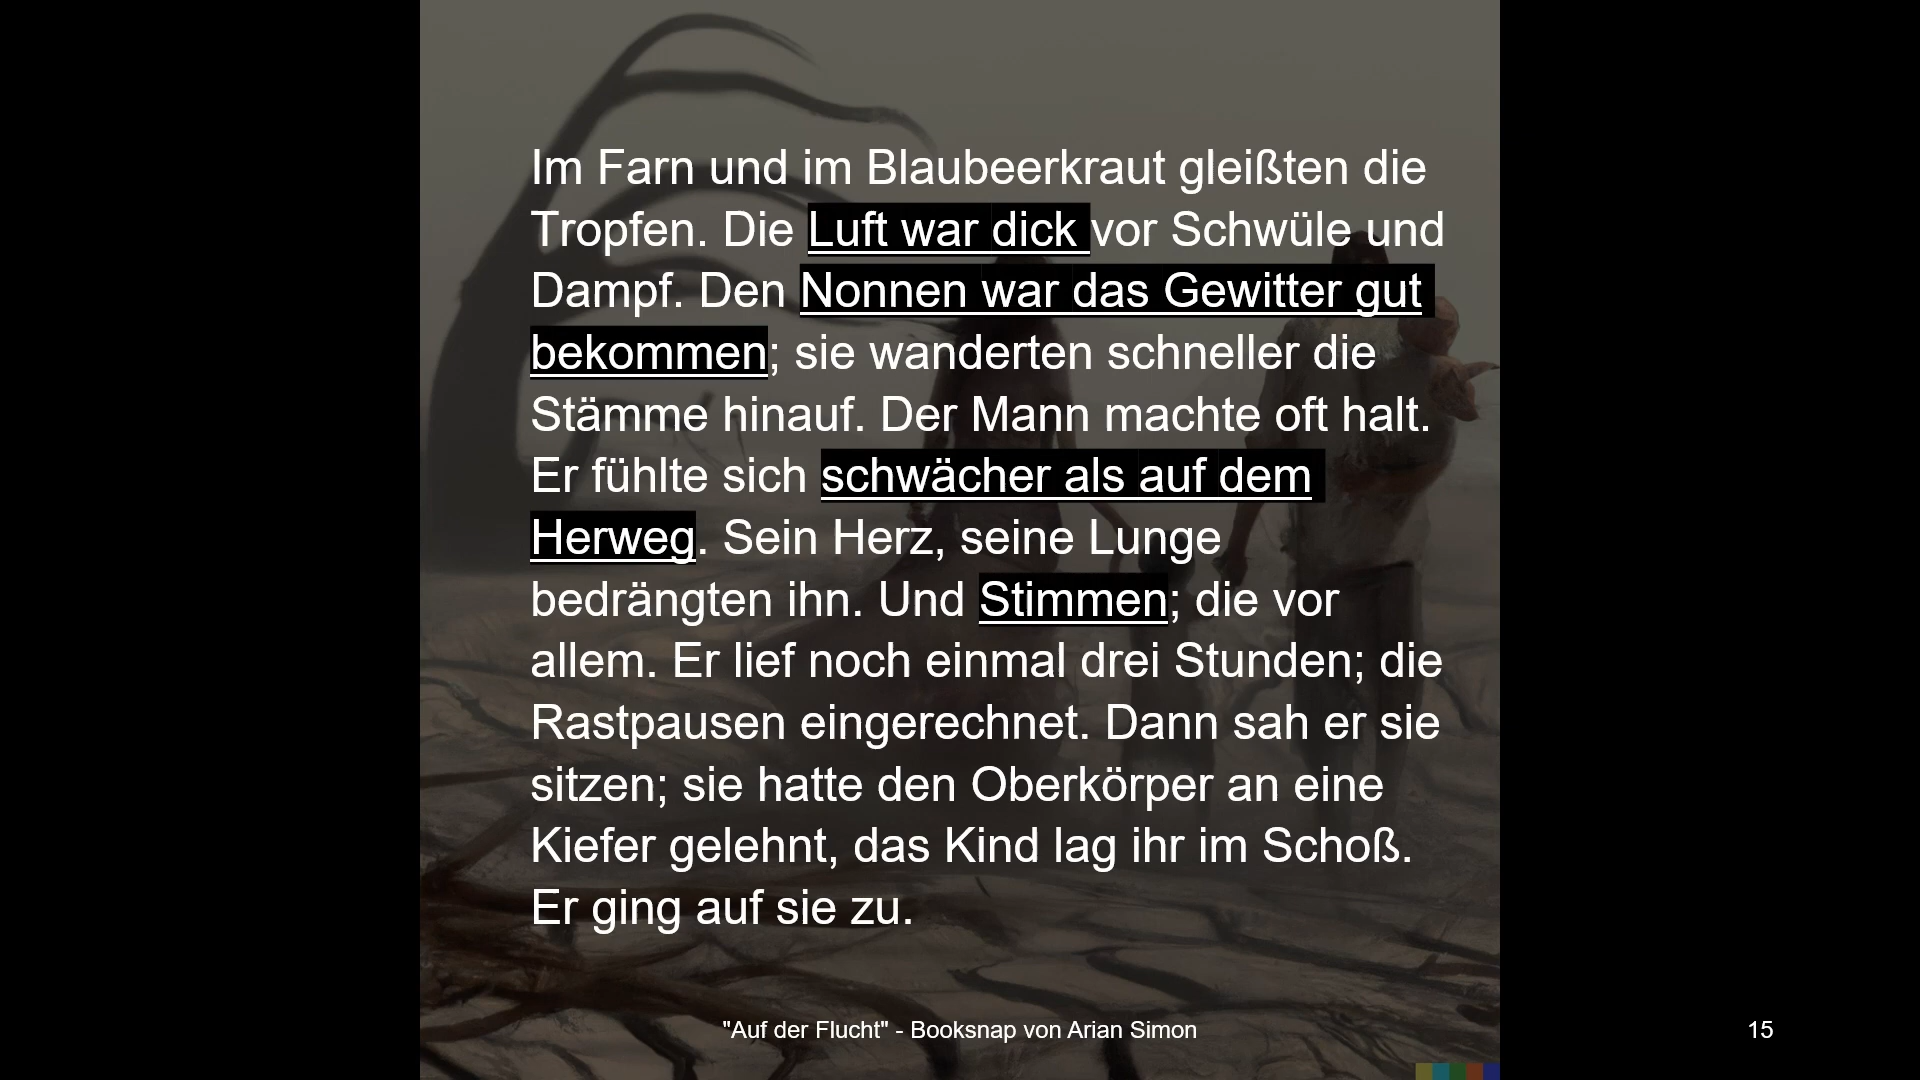 Im Farn und im Blaubeerkraut gleißten die
Tropfen. Die Luft war dick vor Schwüle und
Dampf. Den Nonnen war das Gewitter gut
bekommen; sie wanderten schneller die
Stämme hinauf. Der Mann machte oft halt.
Er fühlte sich schwächer als auf dem
Herweg. Sein Herz, seine Lunge
bedrängten ihn. Und Stimmen; die vor
allem. Er lief noch einmal drei Stunden; die
Rastpausen eingerechnet. Dann sah er sie
sitzen; sie hatte den Oberkörper an eine
Kiefer gelehnt, das Kind lag ihr im Schoß.
Er ging auf sie zu.
"Auf der Flucht" - Booksnap von Arian Simon
15